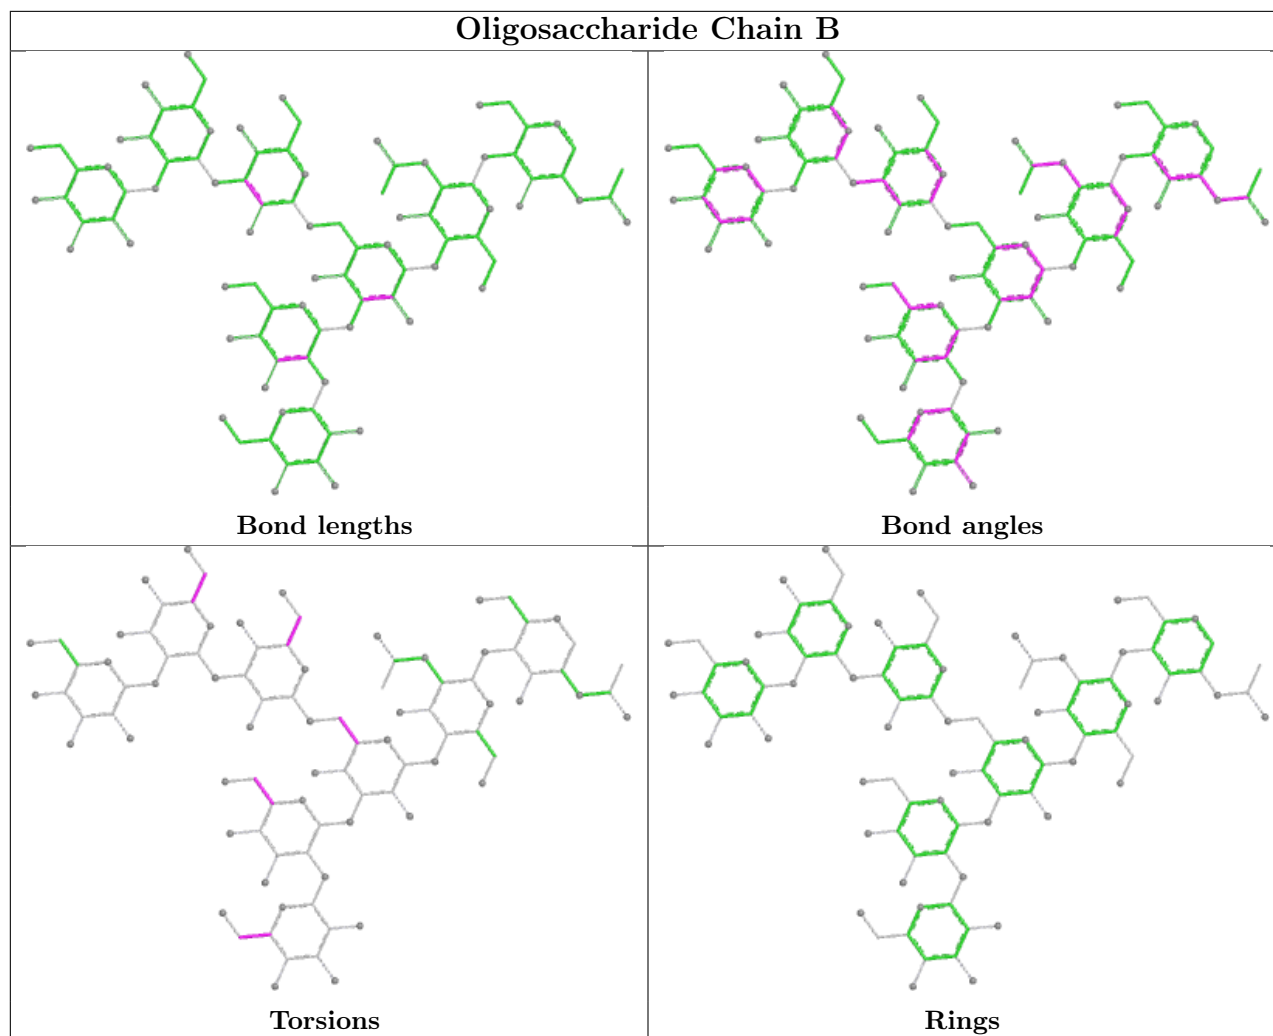 Oligosaccharide Chain B
Bond lengths
Bond angles
Torsions
Rings